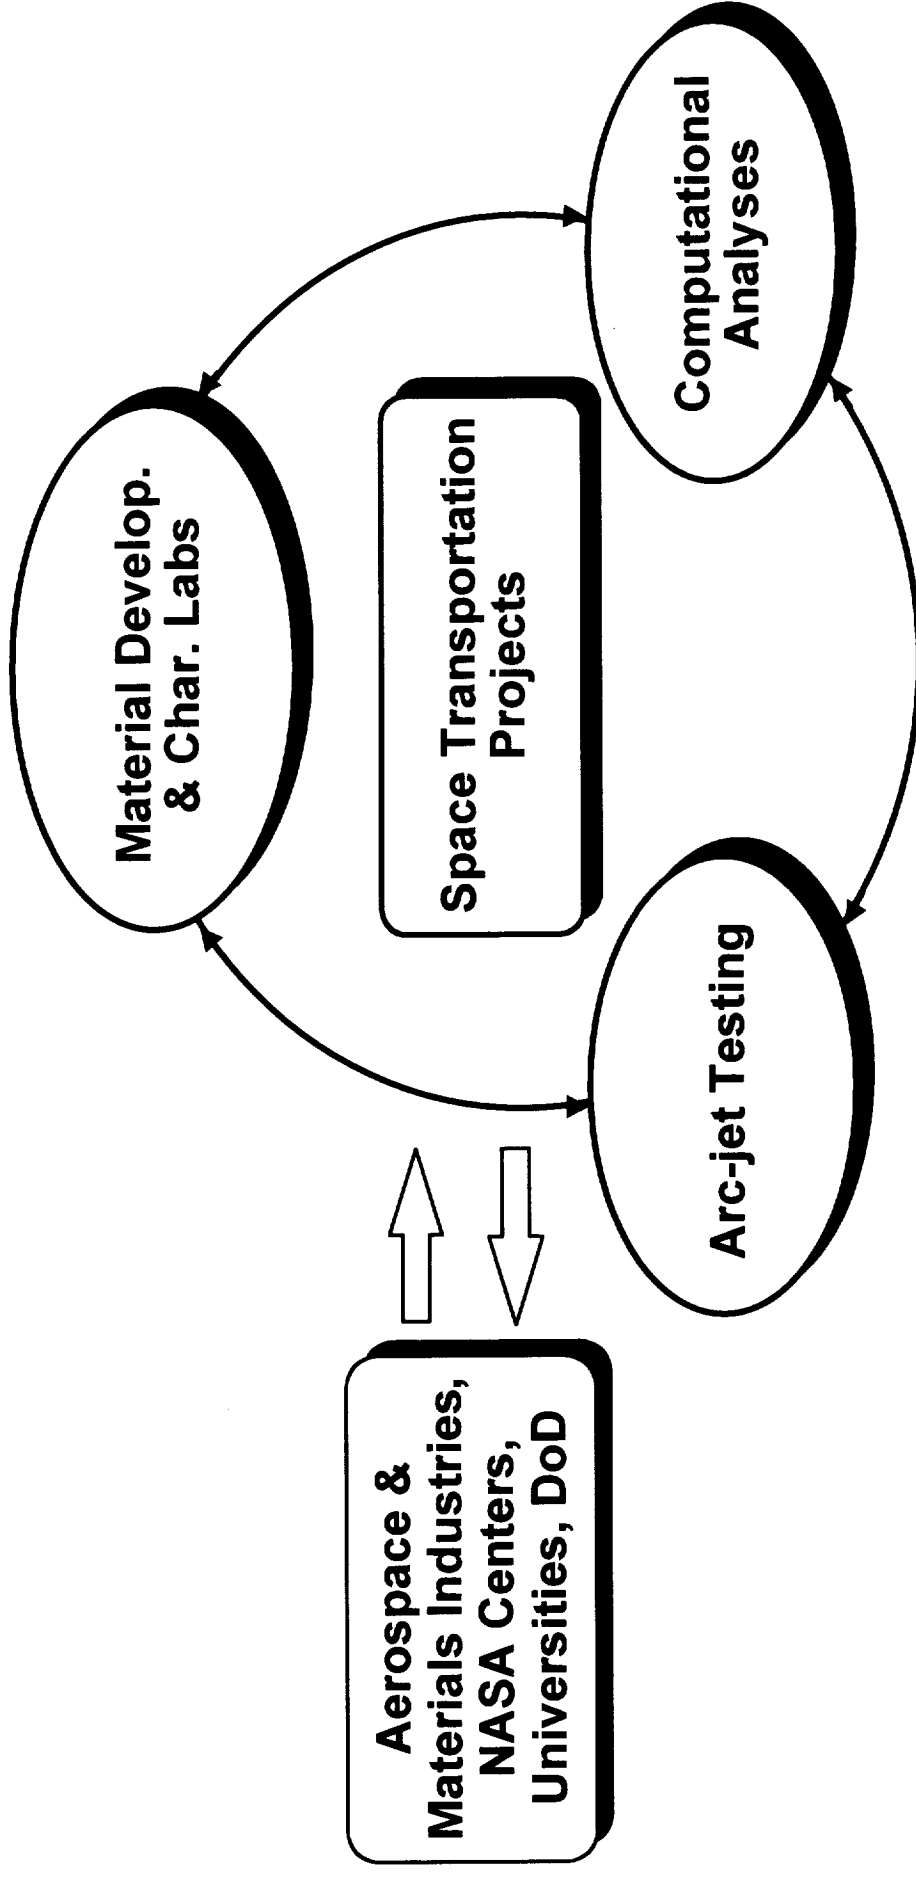 Material Develop.
& Char. Labs
Space Transportation
Projects
Computational
Analyses
Arc-jet Testing
Aerospace &
Materials Industries,
NASA Centers,
Universities, DoD